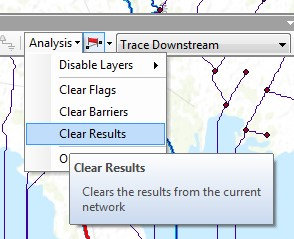 Analysis
Trace Downstream
Disable Layers
Clear Flags
Clear Barriers
Clear Results
Clear Results
Clears the results from the current
network